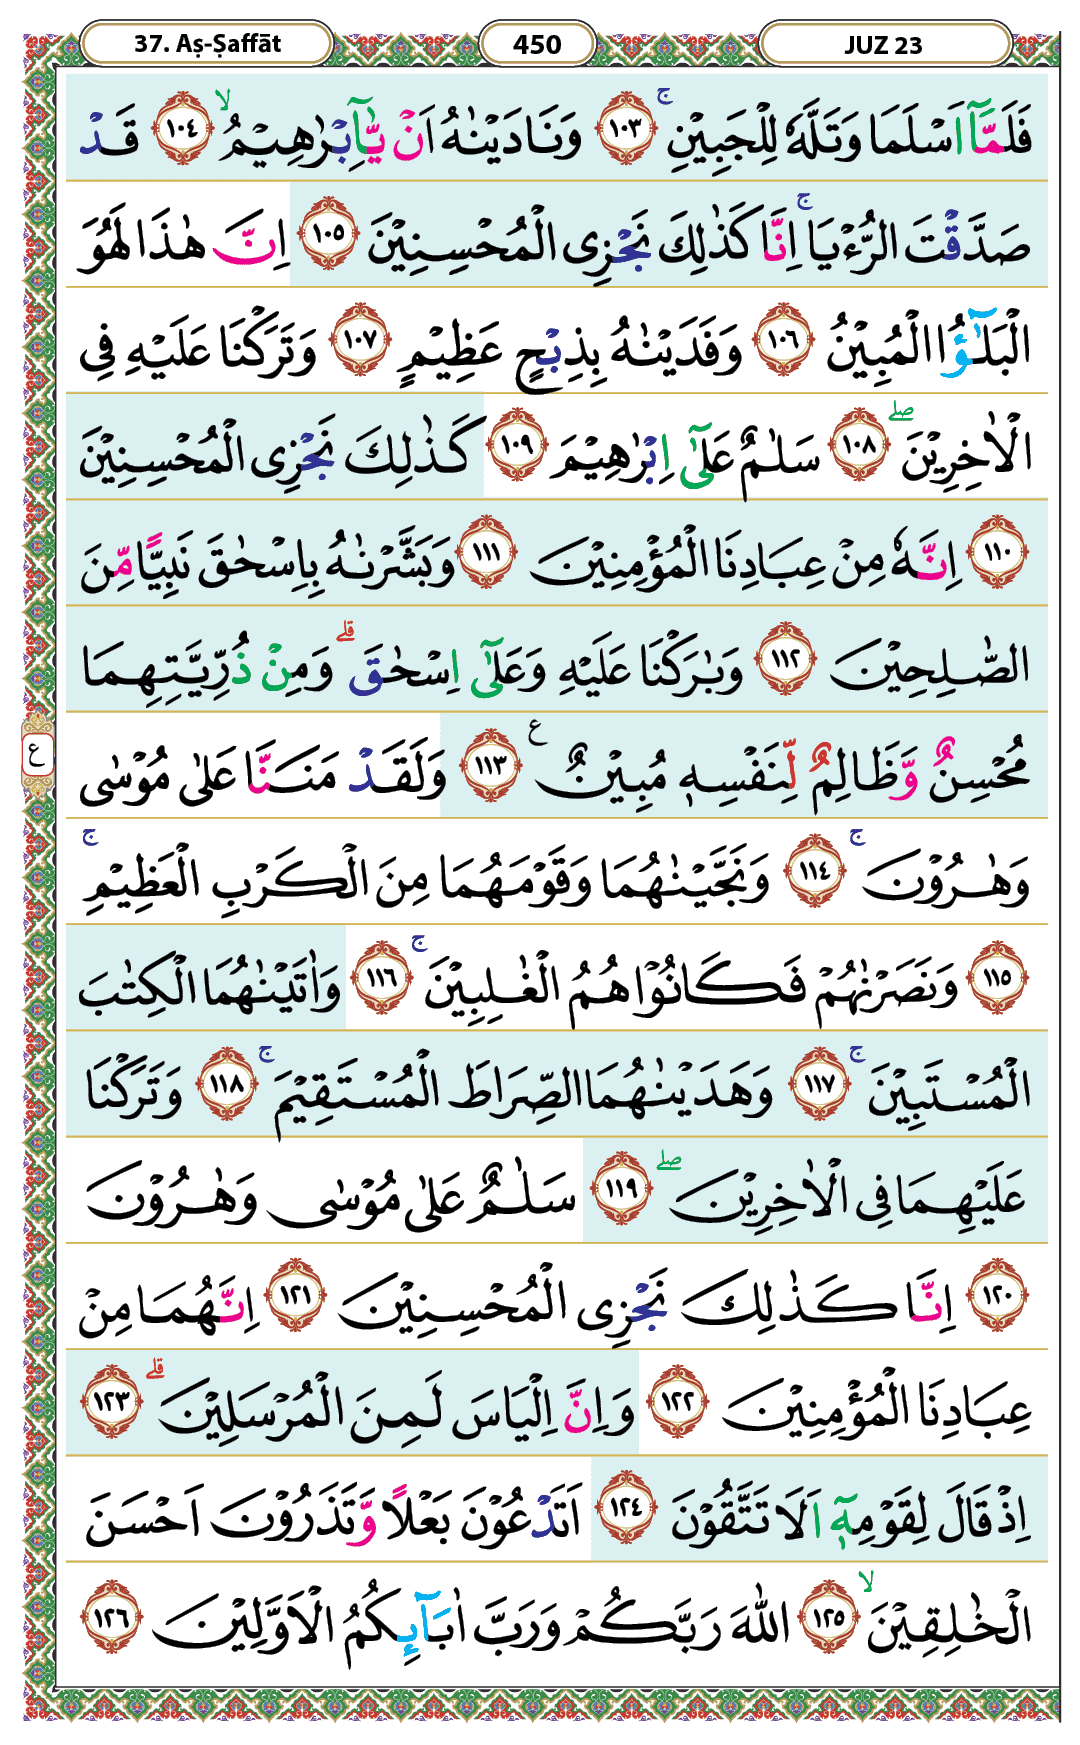 37. Aṣ-Ṣaffāt 450 JUZ 23
فَلَمَّآ اَسْلَمَا وَتَلَّهٗ لِلْجَبِيْنِۚ ١٠٣ وَنَادَيْنٰهُ اَنْ يّٰٓاِبْرٰهِيْمُۙ ١٠٤ قَدْ
صَدَّقْتَ الرُّءْيَاۚ اِنَّا كَذٰلِكَ نَجْزِى الْمُحْسِنِيْنَ ١٠٥ اِنَّ هٰذَا لَهُوَ
الْبَلٰۤؤُا الْمُبِيْنُ ١٠٦ وَفَدَيْنٰهُ بِذِبْحٍ عَظِيْمٍ ١٠٧ وَتَرَكْنَا عَلَيْهِ فِى
الْاٰخِرِيْنَۖ ١٠٨ سَلٰمٌ عَلٰٓى اِبْرٰهِيْمَ ١٠٩ كَذٰلِكَ نَجْزِى الْمُحْسِنِيْنَ
١١٠ اِنَّهٗ مِنْ عِبَادِنَا الْمُؤْمِنِيْنَ ١١١ وَبَشَّرْنٰهُ بِاِسْحٰقَ نَبِيًّا مِّنَ
الصّٰلِحِيْنَ ١١٢ وَبٰرَكْنَا عَلَيْهِ وَعَلٰٓى اِسْحٰقَۗ وَمِنْ ذُرِّيَّتِهِمَا
مُحْسِنٌ وَّظَالِمٌ لِّنَفْسِهٖ مُبِيْنٌ ع ١١٣ وَلَقَدْ مَنَنَّا عَلٰى مُوْسٰى
ع
وَهٰرُوْنَۚ ١١٤ وَنَجَّيْنٰهُمَا وَقَوْمَهُمَا مِنَ الْكَرْبِ الْعَظِيْمِۚ
١١٥ وَنَصَرْنٰهُمْ فَكَانُوْا هُمُ الْغٰلِبِيْنَۚ ١١٦ وَاٰتَيْنٰهُمَا الْكِتٰبَ
الْمُسْتَبِيْنَۚ ١١٧ وَهَدَيْنٰهُمَا الصِّرَاطَ الْمُسْتَقِيْمَۚ ١١٨ وَتَرَكْنَا
عَلَيْهِمَا فِى الْاٰخِرِيْنَۖ ١١٩ سَلٰمٌ عَلٰى مُوْسٰى وَهٰرُوْنَ
١٢٠ اِنَّا كَذٰلِكَ نَجْزِى الْمُحْسِنِيْنَ ١٢١ اِنَّهُمَا مِنْ
عِبَادِنَا الْمُؤْمِنِيْنَ ١٢٢ وَاِنَّ اِلْيَاسَ لَمِنَ الْمُرْسَلِيْنَۗ ١٢٣
اِذْ قَالَ لِقَوْمِهٖٓ اَلَا تَتَّقُوْنَ ١٢٤ اَتَدْعُوْنَ بَعْلًا وَّتَذَرُوْنَ اَحْسَنَ
الْخٰلِقِيْنَۙ ١٢٥ اللّٰهَ رَبَّكُمْ وَرَبَّ اٰبَاۤىِٕكُمُ الْاَوَّلِيْنَ ١٢٦